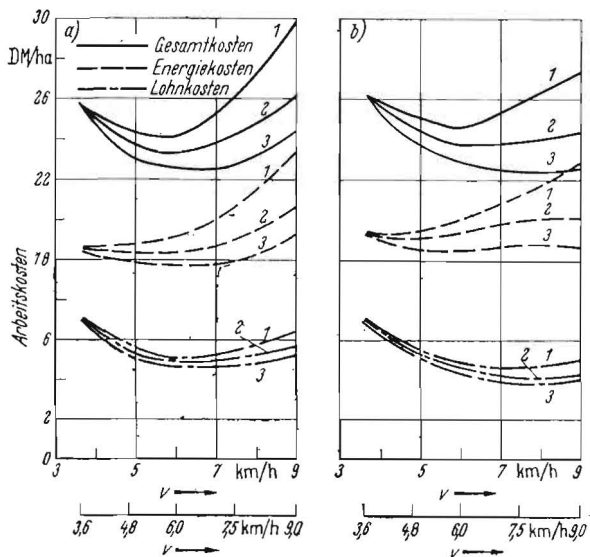 30
DM/ha
26
22
18
6
2
0
Arbeitskosten
a)
Gesamtkosten
Energiekosten
Lohnkosten
1
2
3
1
2
3
2
1
3
3
5
7
km/h
9
v
3,6
4,8
6,0
7,5
km/h
9,0
v
b)
1
2
3
1
2
3
2
1
3
3
5
7
km/h
9
v
3,6
4,8
6,0
7,5
km/h
9,0
v